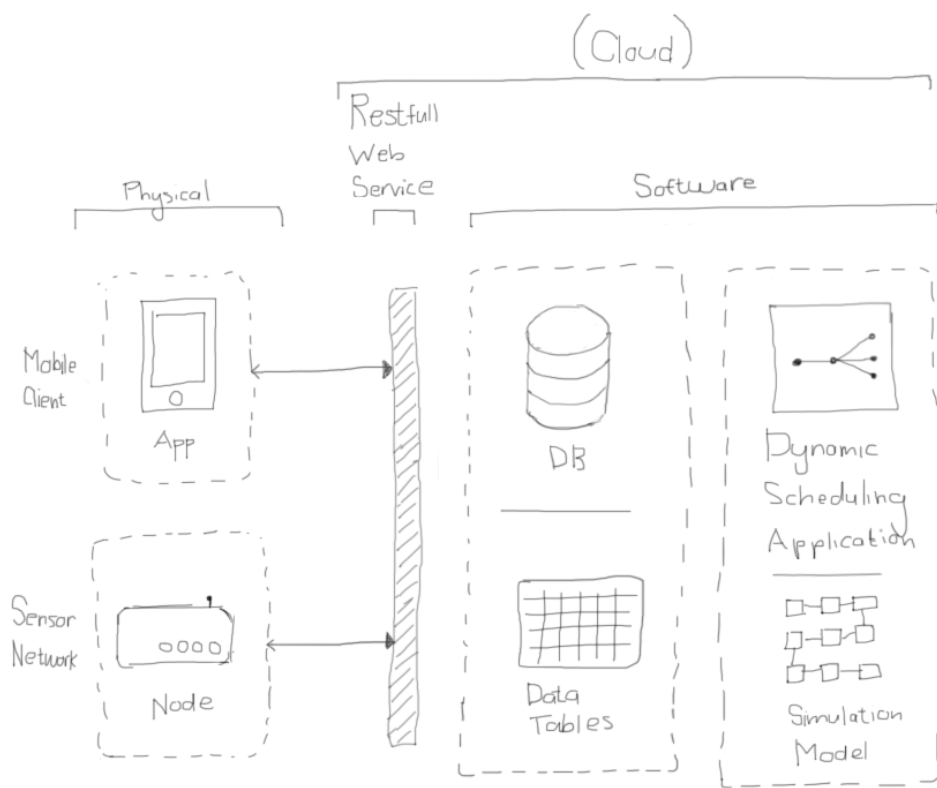 (Cloud)
Restfull
Web
Service
Physical
Software
Mobile
Client
App
DB
Dynamic
Scheduling
Application
Sensor
Network
Node
Data
Tables
Simulation
Model